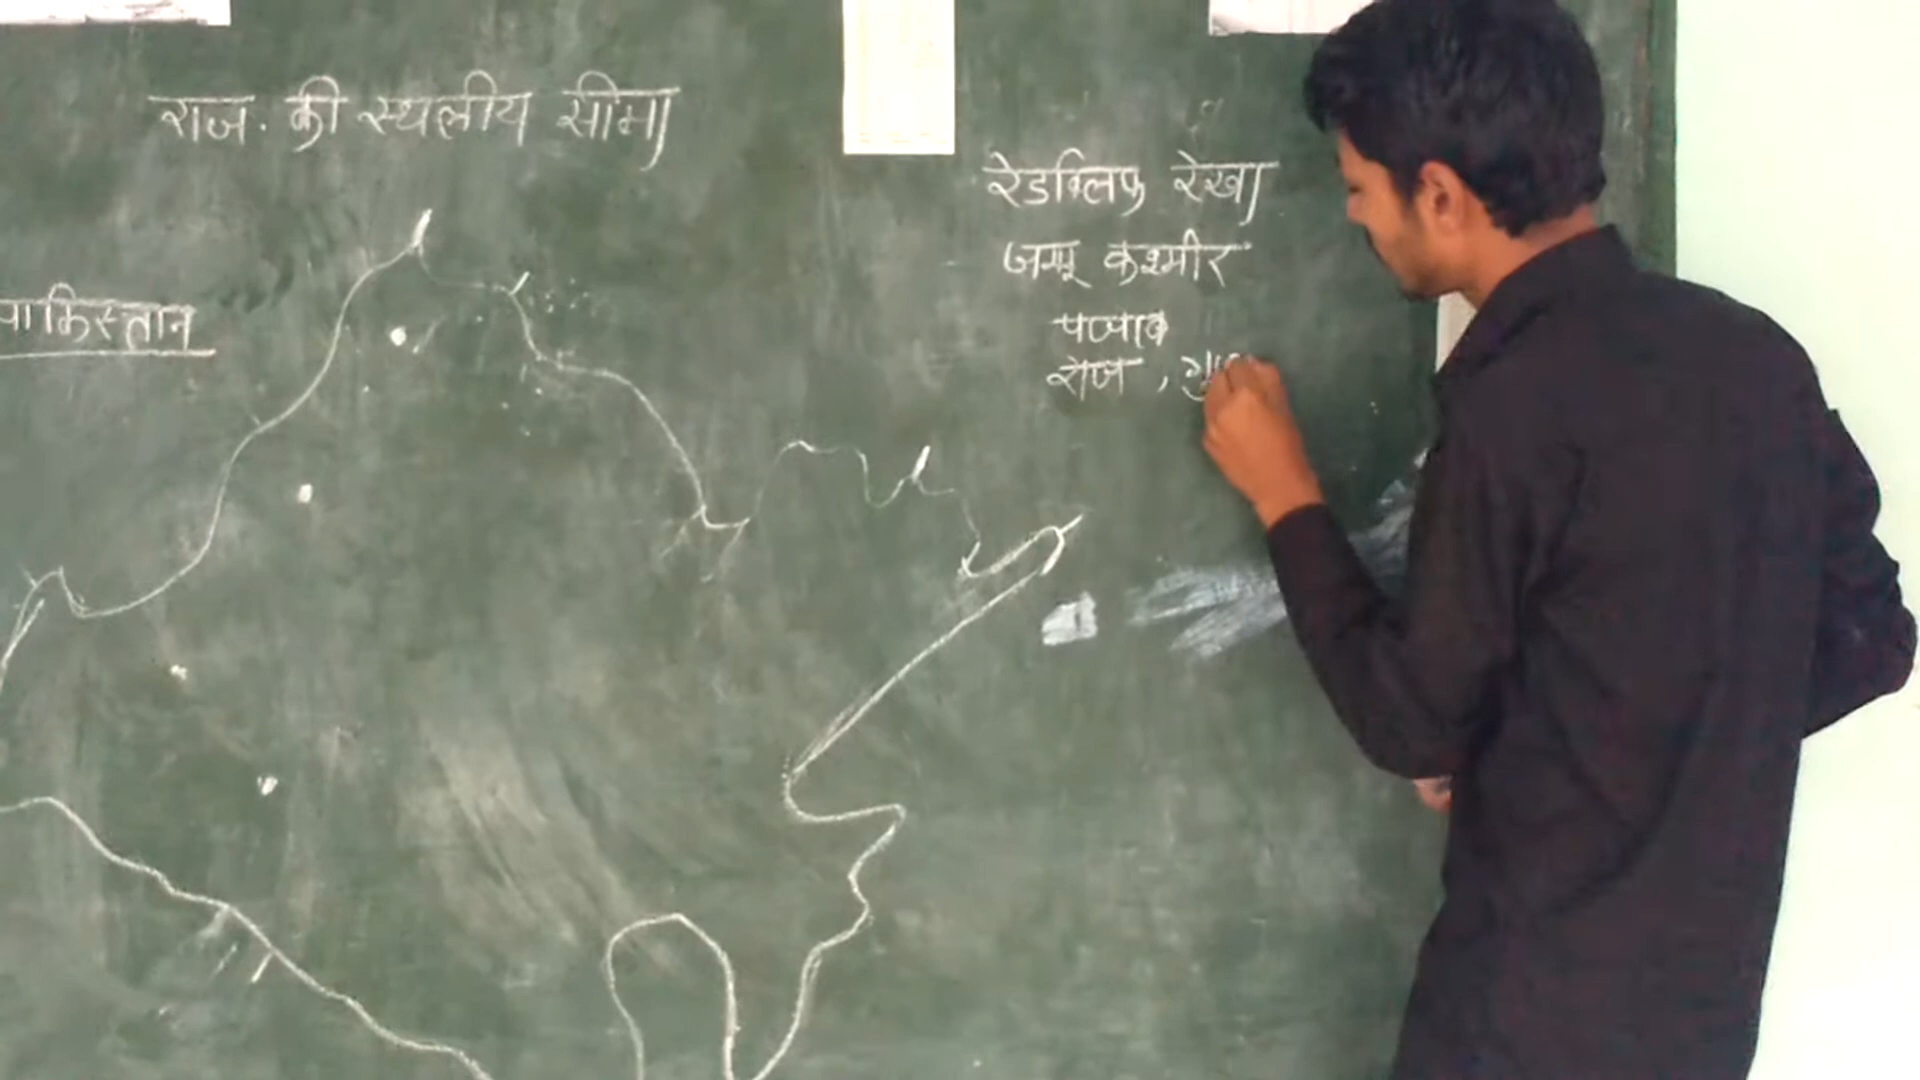 राज. की स्थलीय सीमा
पाकिस्तान
रेडक्लिफ रेखा
जम्मू कश्मीर
पंजाब
राज , गुज